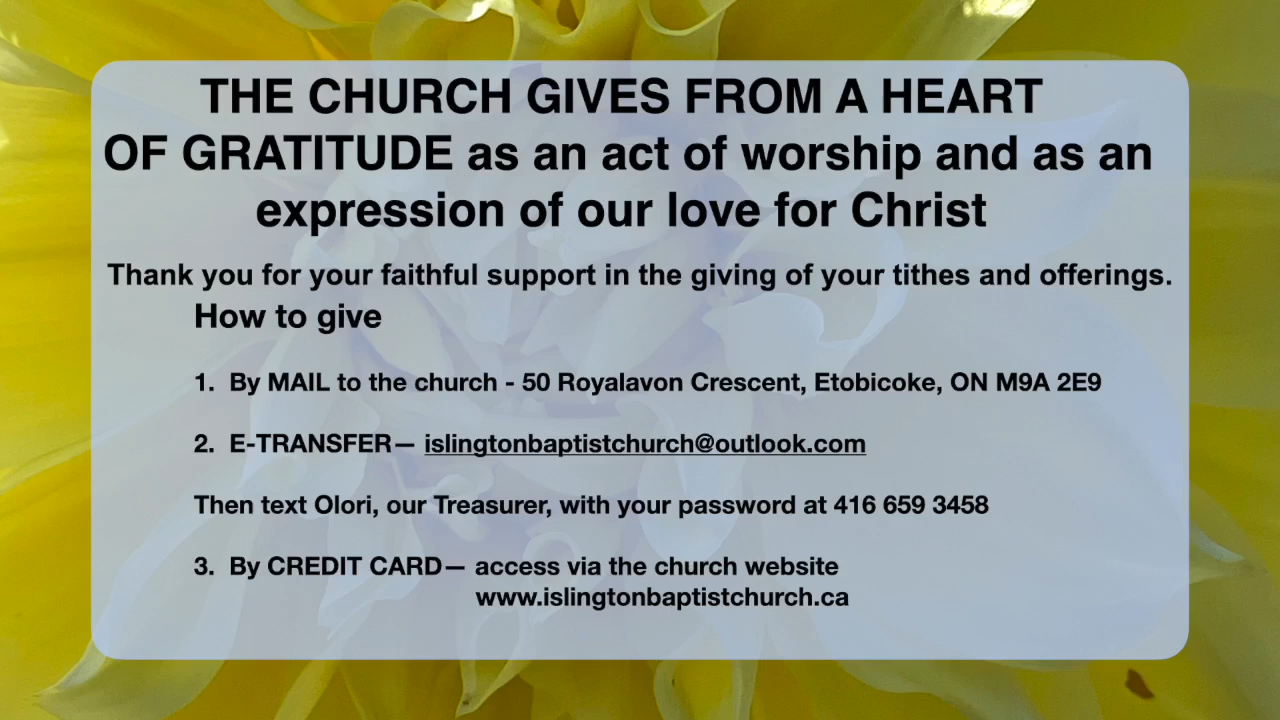 THE CHURCH GIVES FROM A HEART
OF GRATITUDE as an act of worship and as an
expression of our love for Christ
Thank you for your faithful support in the giving of your tithes and offerings.
How to give
1. By MAIL to the church - 50 Royalavon Crescent, Etobicoke, ON M9A 2E9
2. E-TRANSFER— islingtonbaptistchurch@outlook.com
Then text Olori, our Treasurer, with your password at 416 659 3458
3. By CREDIT CARD— access via the church website
www.islingtonbaptistchurch.ca